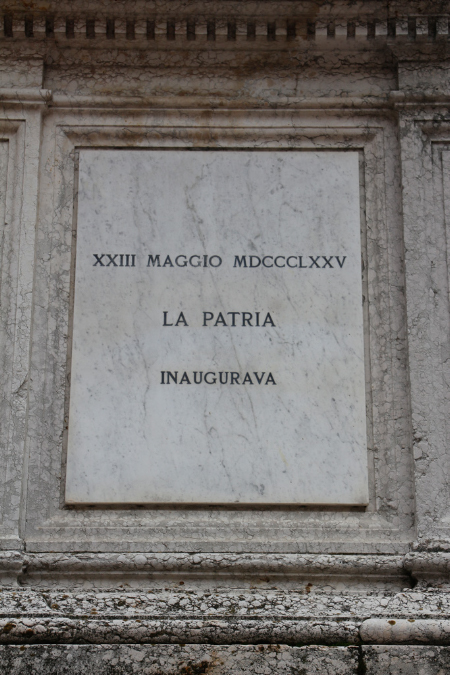 XXIII MAGGIO MDCCCLXXV
LA PATRIA
INAUGURAVA